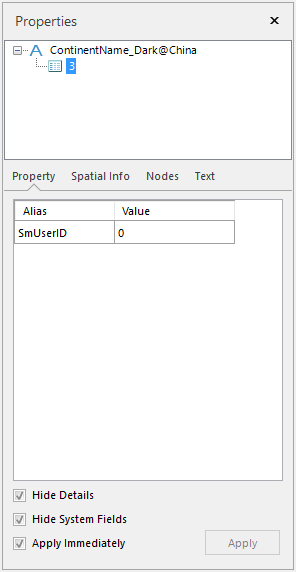 Properties
ContinentName_Dark@China
3
Property Spatial Info Nodes Text
Alias Value
SmUserID 0
Hide Details
Hide System Fields
Apply Immediately Apply